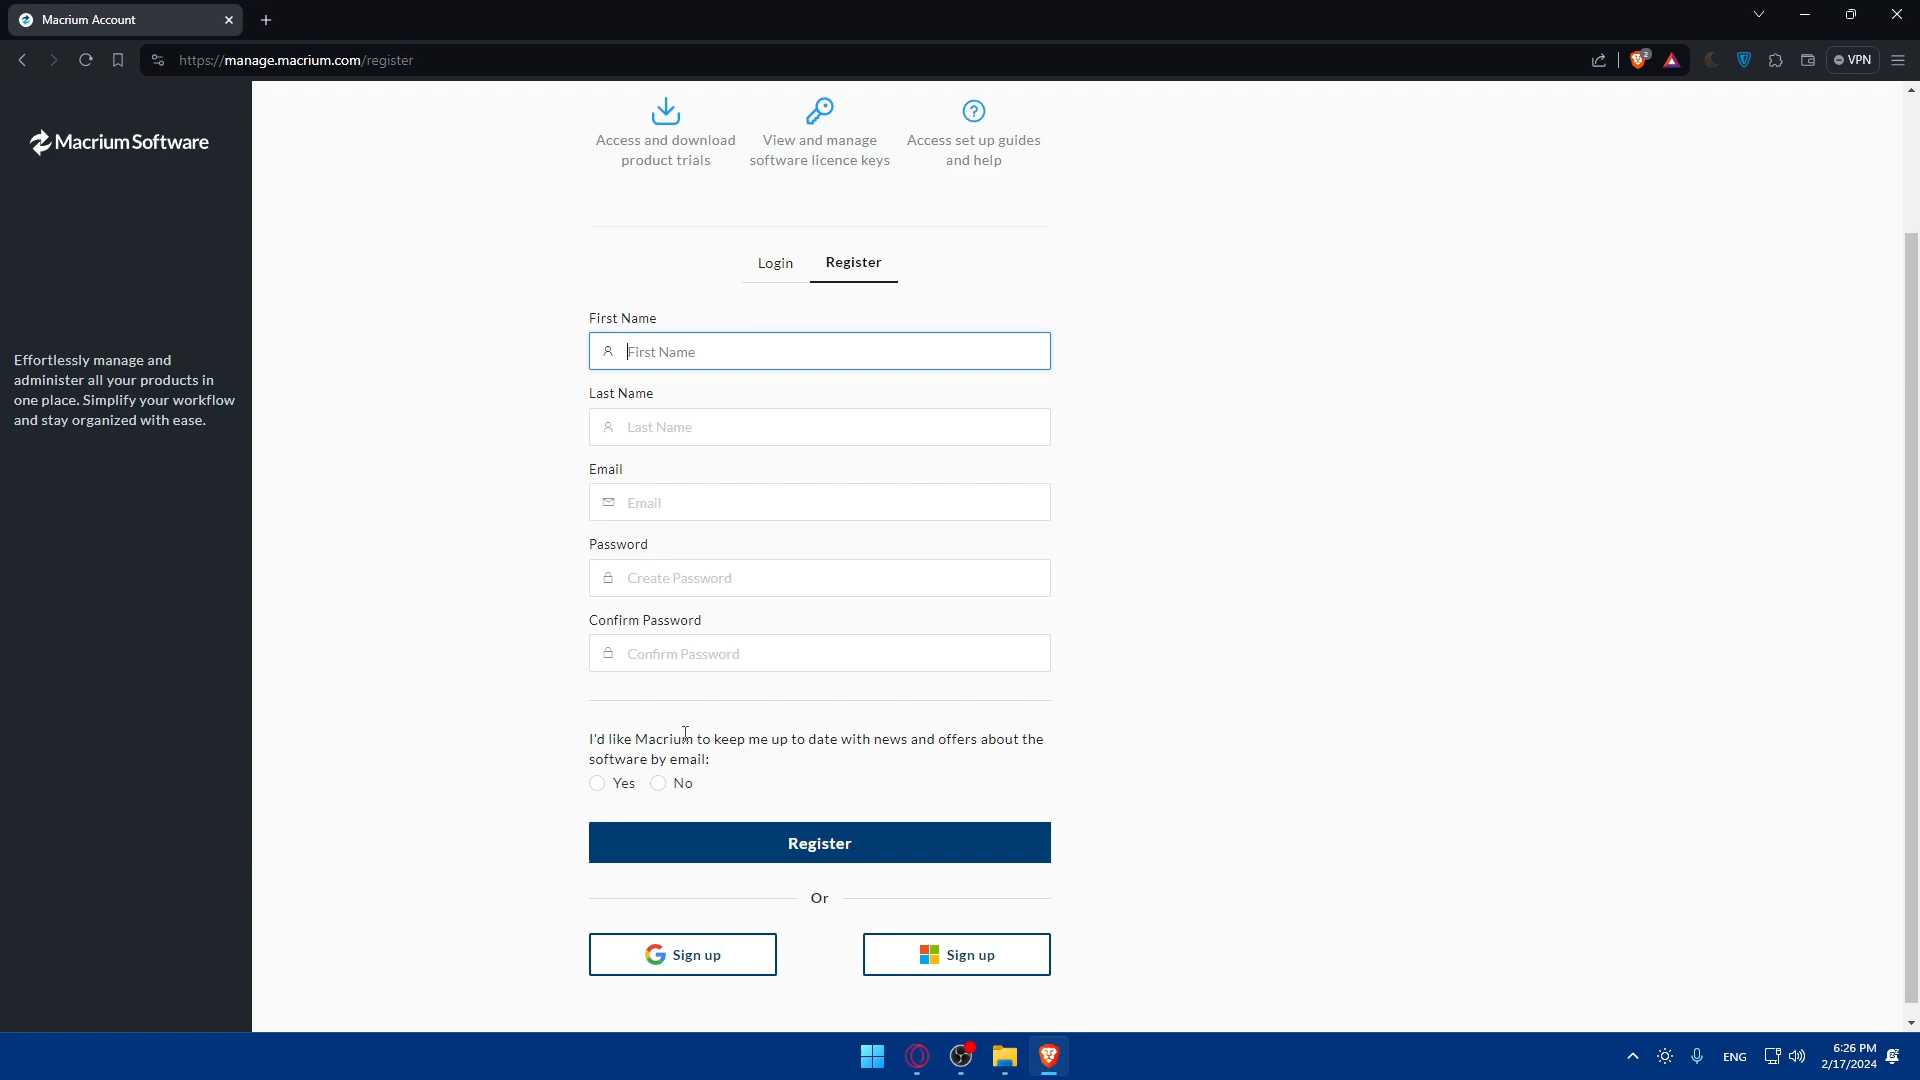 Macrium Account
https://manage.macrium.com/register
2
VPN
Macrium Software
Effortlessly manage and
administer all your products in
one place. Simplify your workflow
and stay organized with ease.
Access and download
product trials
View and manage
software licence keys
Access set up guides
and help
Login
Register
First Name
First Name
Last Name
Last Name
Email
Email
Password
Create Password
Confirm Password
Confirm Password
I'd like Macrium to keep me up to date with news and offers about the
software by email:
Yes
No
Register
Or
Sign up
Sign up
ENG
6:26 PM
2/17/2024